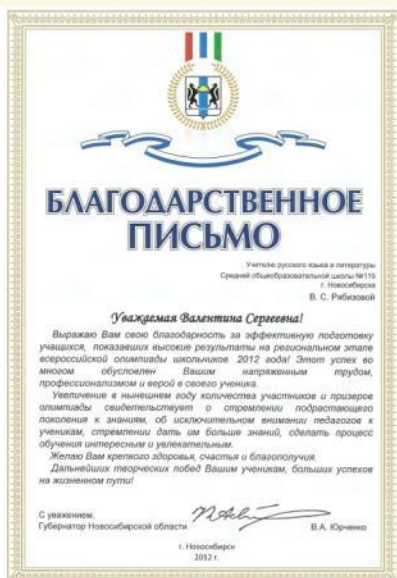 БЛАГОДАРСТВЕННОЕ
ПИСЬМО
Учителю русского языка и литературы
Средней общеобразовательной школы №119
г. Новосибирска
В. С. Рябизовой
Уважаемая Валентина Сергеевна!
Выражаю Вам свою благодарность за эффективную подготовку
учащихся, показавших высокие результаты на региональном этапе
всероссийской олимпиады школьников 2012 года! Этот успех во
многом обусловлен Вашим напряженным трудом,
профессионализмом и верой в своего ученика.
Увеличение в нынешнем году количества участников и призеров
олимпиады свидетельствует о стремлении подрастающего
поколения к знаниям, об исключительном внимании педагогов к
ученикам, стремлении дать им больше знаний, сделать процесс
обучения интересным и увлекательным.
Желаю Вам крепкого здоровья, счастья и благополучия.
Дальнейших творческих побед Вашим ученикам, больших успехов
на жизненном пути!
С уважением,
Губернатор Новосибирской области
В.А. Юрченко
г. Новосибирск
2012 г.